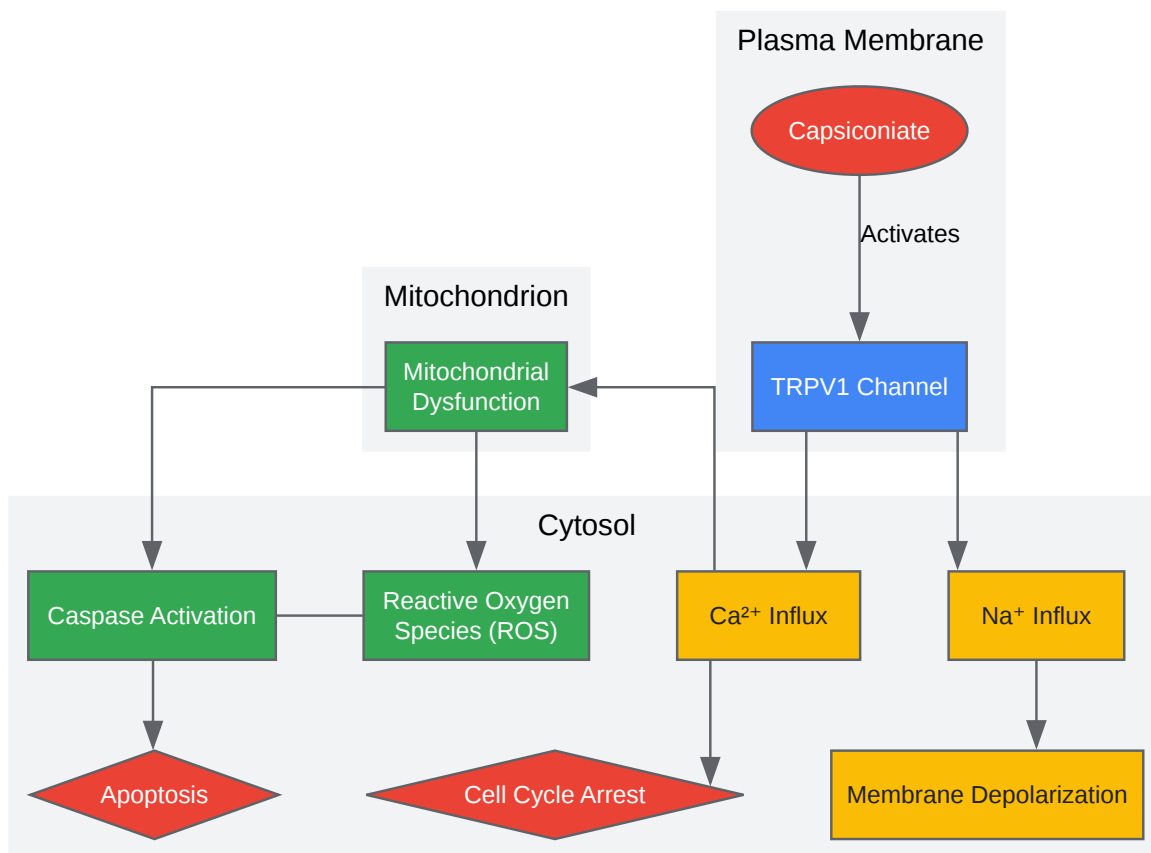 Plasma Membrane
Capsiconiate
Activates
Mitochondrion
Mitochondrial
Dysfunction
TRPV1 Channel
Cytosol
Caspase Activation
Reactive Oxygen
Species (ROS)
Ca²⁺ Influx
Na⁺ Influx
Apoptosis
Cell Cycle Arrest
Membrane Depolarization